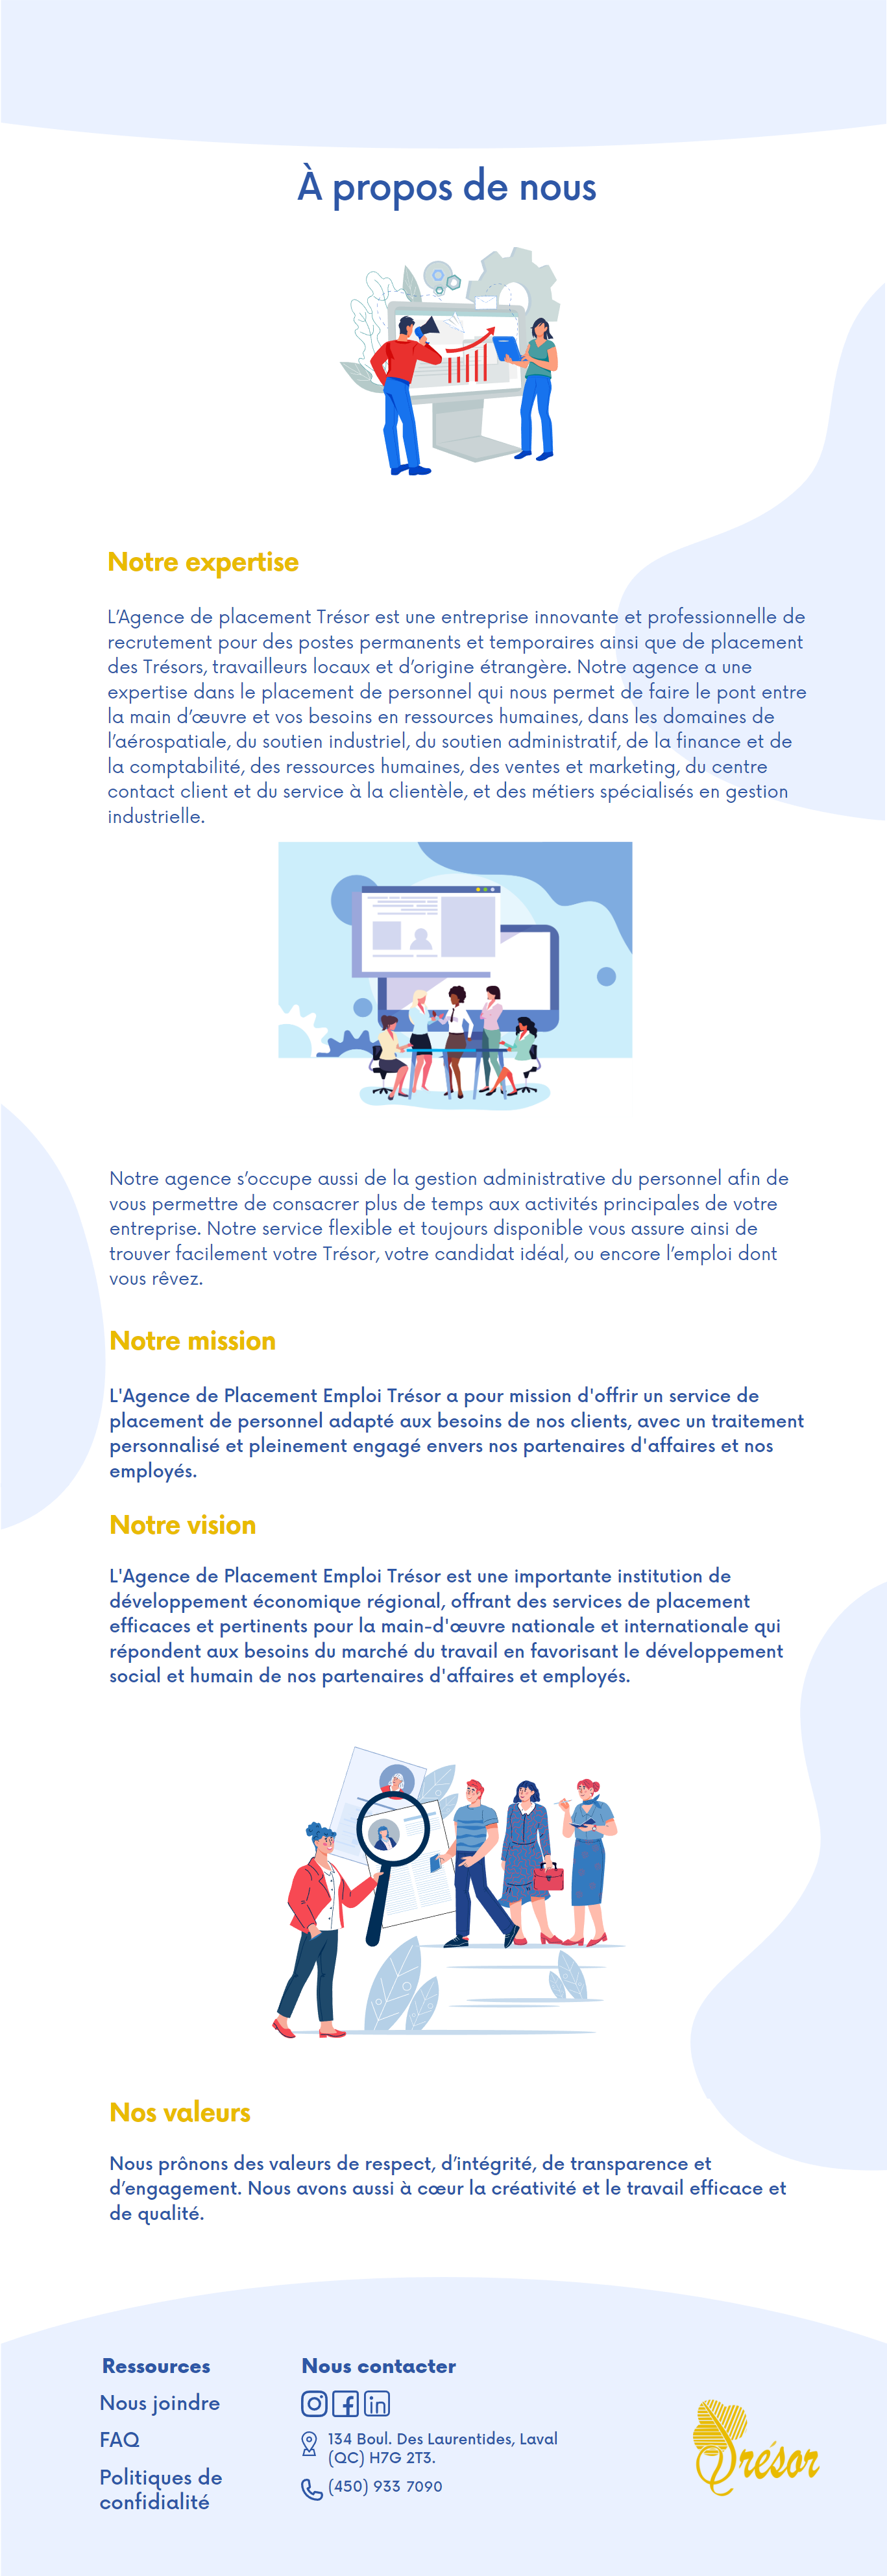 À propos de nous
Notre expertise
L’Agence de placement Trésor est une entreprise innovante et professionnelle de
recrutement pour des postes permanents et temporaires ainsi que de placement
des Trésors, travailleurs locaux et d’origine étrangère. Notre agence a une
expertise dans le placement de personnel qui nous permet de faire le pont entre
la main d’œuvre et vos besoins en ressources humaines, dans les domaines de
l’aérospatiale, du soutien industriel, du soutien administratif, de la finance et de
la comptabilité, des ressources humaines, des ventes et marketing, du centre
contact client et du service à la clientèle, et des métiers spécialisés en gestion
industrielle.
Notre agence s’occupe aussi de la gestion administrative du personnel afin de
vous permettre de consacrer plus de temps aux activités principales de votre
entreprise. Notre service flexible et toujours disponible vous assure ainsi de
trouver facilement votre Trésor, votre candidat idéal, ou encore l’emploi dont
vous rêvez.
Notre mission
L'Agence de Placement Emploi Trésor a pour mission d'offrir un service de
placement de personnel adapté aux besoins de nos clients, avec un traitement
personnalisé et pleinement engagé envers nos partenaires d'affaires et nos
employés.
Notre vision
L'Agence de Placement Emploi Trésor est une importante institution de
développement économique régional, offrant des services de placement
efficaces et pertinents pour la main-d'œuvre nationale et internationale qui
répondent aux besoins du marché du travail en favorisant le développement
social et humain de nos partenaires d'affaires et employés.
Nos valeurs
Nous prônons des valeurs de respect, d’intégrité, de transparence et
d’engagement. Nous avons aussi à cœur la créativité et le travail efficace et
de qualité.
Ressources
Nous joindre
FAQ
Politiques de
confidialité
Nous contacter
134 Boul. Des Laurentides, Laval
(QC) H7G 2T3.
(450) 933 7090
Trésor